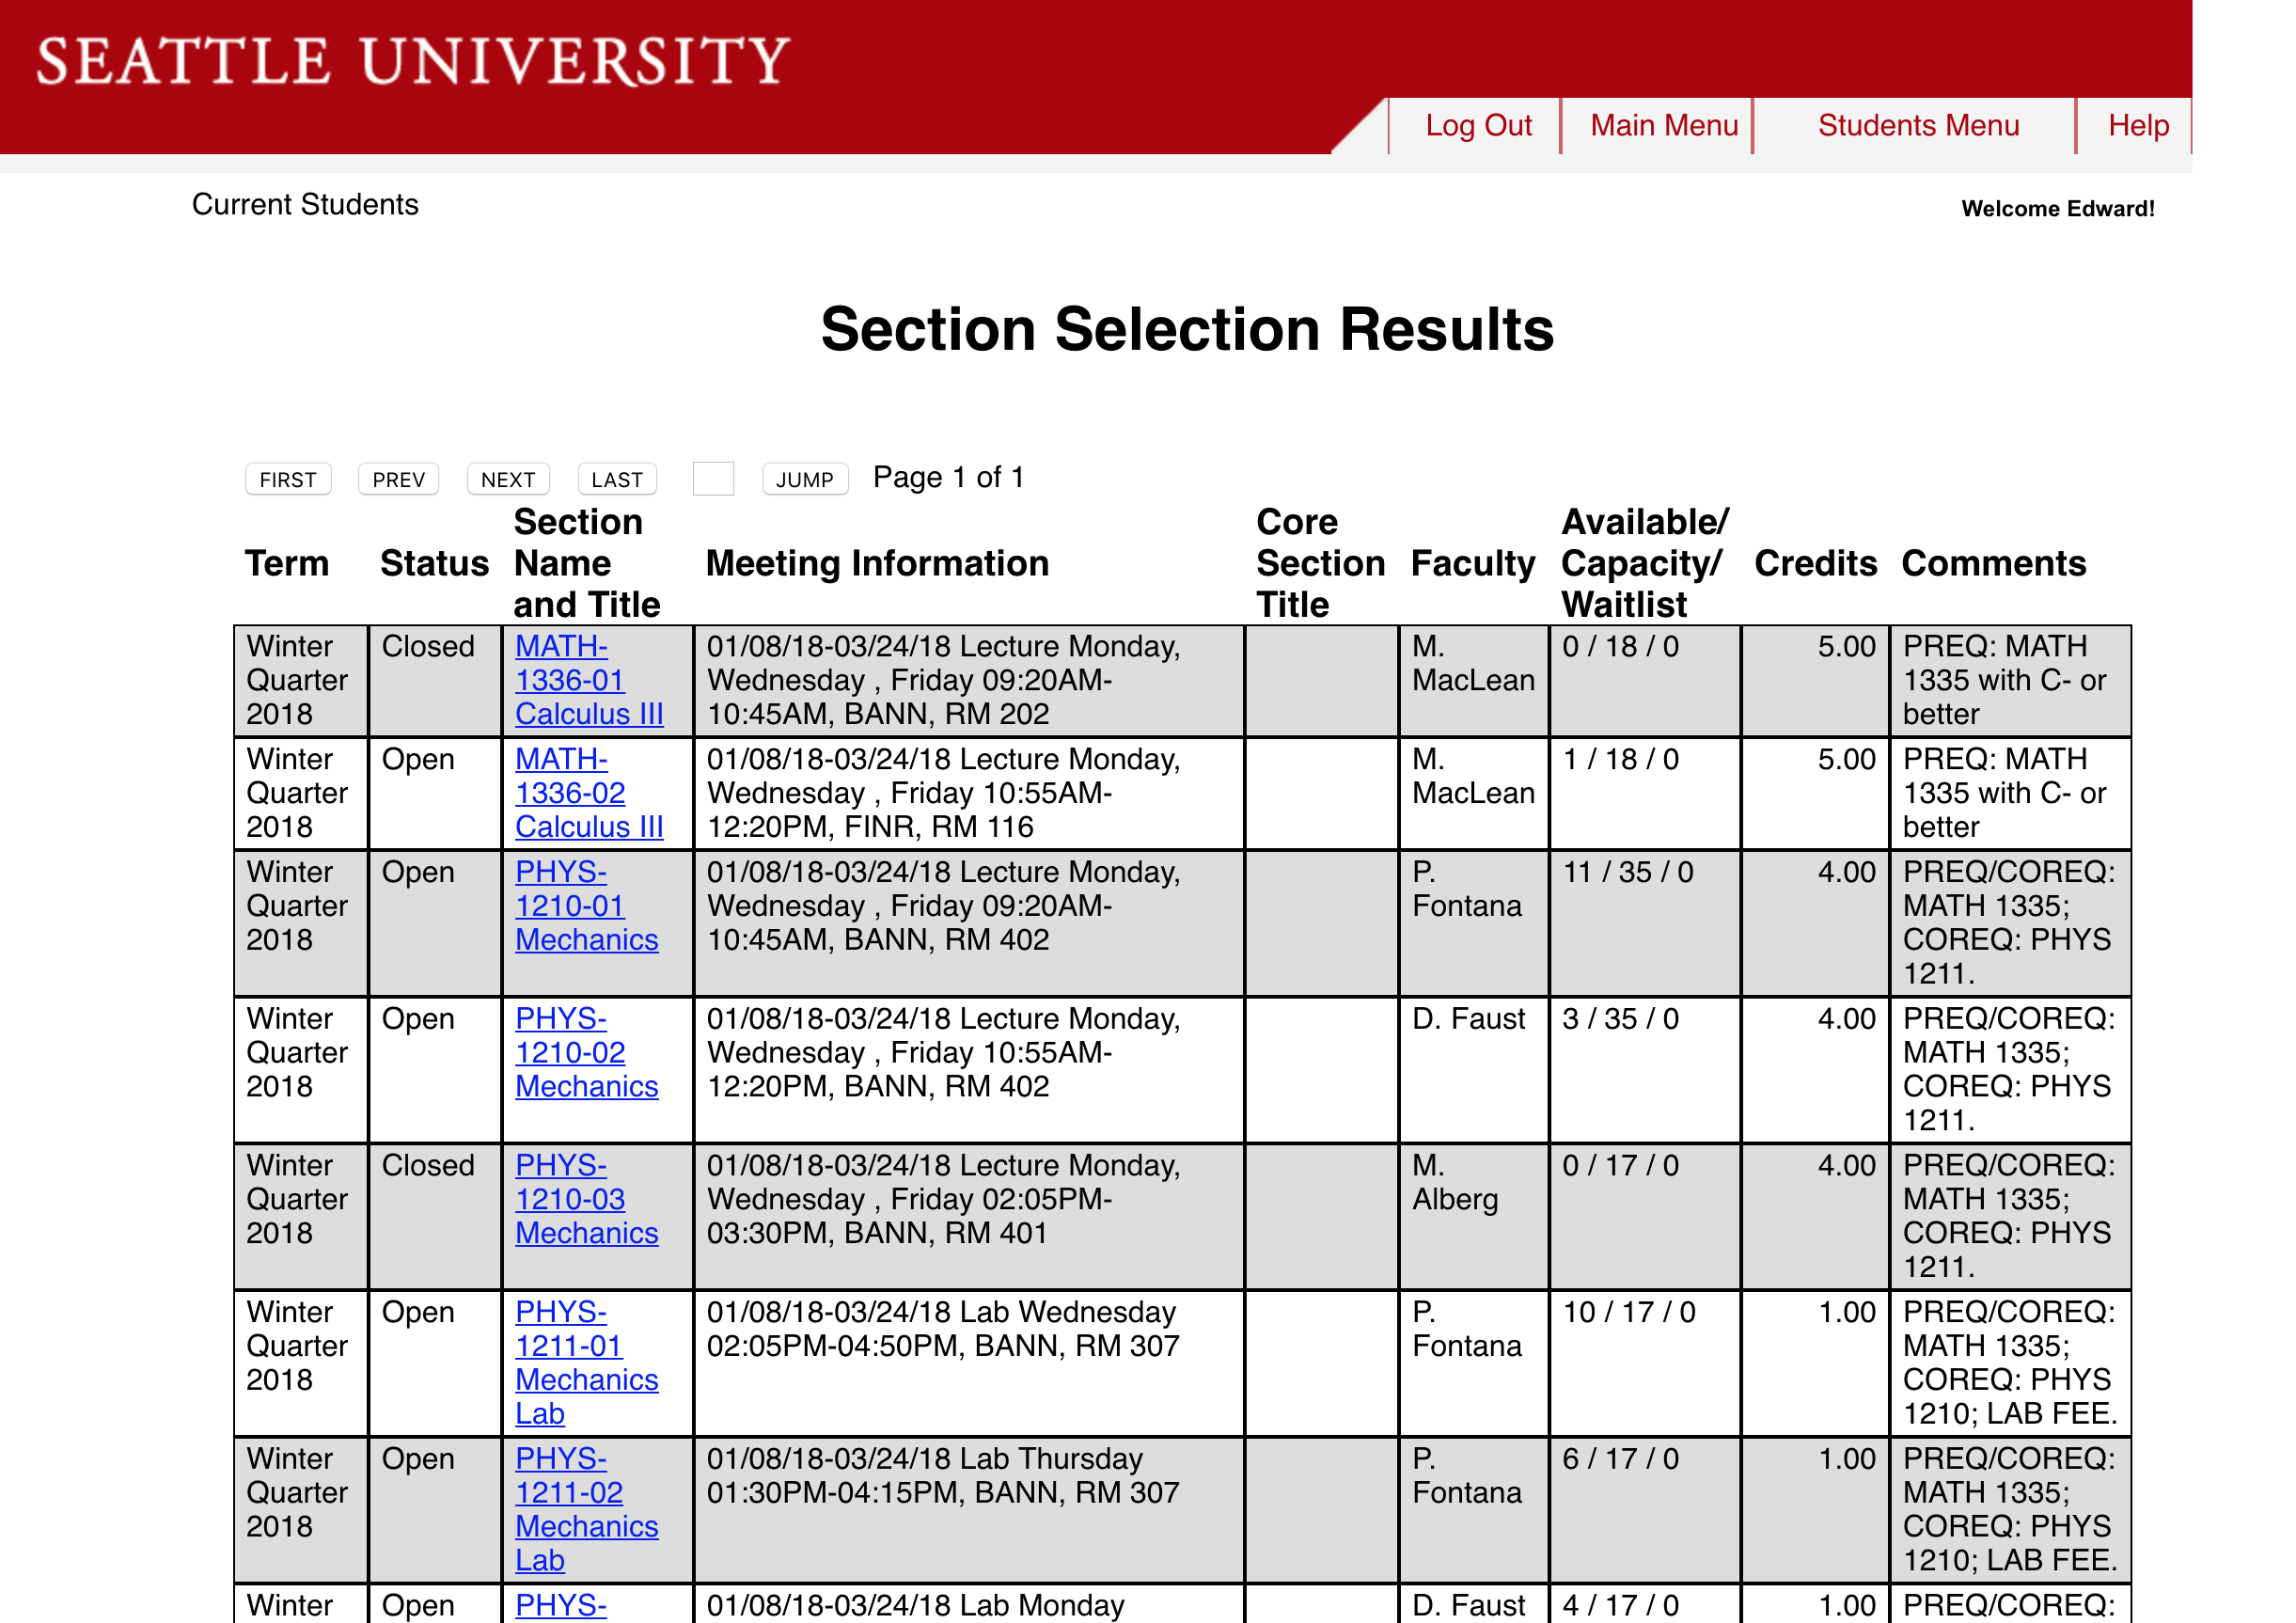 SEATTLE UNIVERSITY
Log Out Main Menu Students Menu Help
Current Students Welcome Edward!
Section Selection Results
FIRST PREV NEXT LAST JUMP Page 1 of 1
Term
Status
Section
Name
and Title
Meeting Information
Core
Section
Title
Faculty
Available/
Capacity/
Waitlist
Credits
Comments
Winter
Quarter
2018
Closed
MATH-
1336-01
Calculus III
01/08/18-03/24/18 Lecture Monday,
Wednesday , Friday 09:20AM-
10:45AM, BANN, RM 202
M.
MacLean
0 / 18 / 0
5.00
PREQ: MATH
1335 with C- or
better
Winter
Quarter
2018
Open
MATH-
1336-02
Calculus III
01/08/18-03/24/18 Lecture Monday,
Wednesday , Friday 10:55AM-
12:20PM, FINR, RM 116
M.
MacLean
1 / 18 / 0
5.00
PREQ: MATH
1335 with C- or
better
Winter
Quarter
2018
Open
PHYS-
1210-01
Mechanics
01/08/18-03/24/18 Lecture Monday,
Wednesday , Friday 09:20AM-
10:45AM, BANN, RM 402
P.
Fontana
11 / 35 / 0
4.00
PREQ/COREQ:
MATH 1335;
COREQ: PHYS
1211.
Winter
Quarter
2018
Open
PHYS-
1210-02
Mechanics
01/08/18-03/24/18 Lecture Monday,
Wednesday , Friday 10:55AM-
12:20PM, BANN, RM 402
D. Faust
3 / 35 / 0
4.00
PREQ/COREQ:
MATH 1335;
COREQ: PHYS
1211.
Winter
Quarter
2018
Closed
PHYS-
1210-03
Mechanics
01/08/18-03/24/18 Lecture Monday,
Wednesday , Friday 02:05PM-
03:30PM, BANN, RM 401
M.
Alberg
0 / 17 / 0
4.00
PREQ/COREQ:
MATH 1335;
COREQ: PHYS
1211.
Winter
Quarter
2018
Open
PHYS-
1211-01
Mechanics
Lab
01/08/18-03/24/18 Lab Wednesday
02:05PM-04:50PM, BANN, RM 307
P.
Fontana
10 / 17 / 0
1.00
PREQ/COREQ:
MATH 1335;
COREQ: PHYS
1210; LAB FEE.
Winter
Quarter
2018
Open
PHYS-
1211-02
Mechanics
Lab
01/08/18-03/24/18 Lab Thursday
01:30PM-04:15PM, BANN, RM 307
P.
Fontana
6 / 17 / 0
1.00
PREQ/COREQ:
MATH 1335;
COREQ: PHYS
1210; LAB FEE.
Winter
Open
PHYS-
01/08/18-03/24/18 Lab Monday
D. Faust
4 / 17 / 0
1.00
PREQ/COREQ: